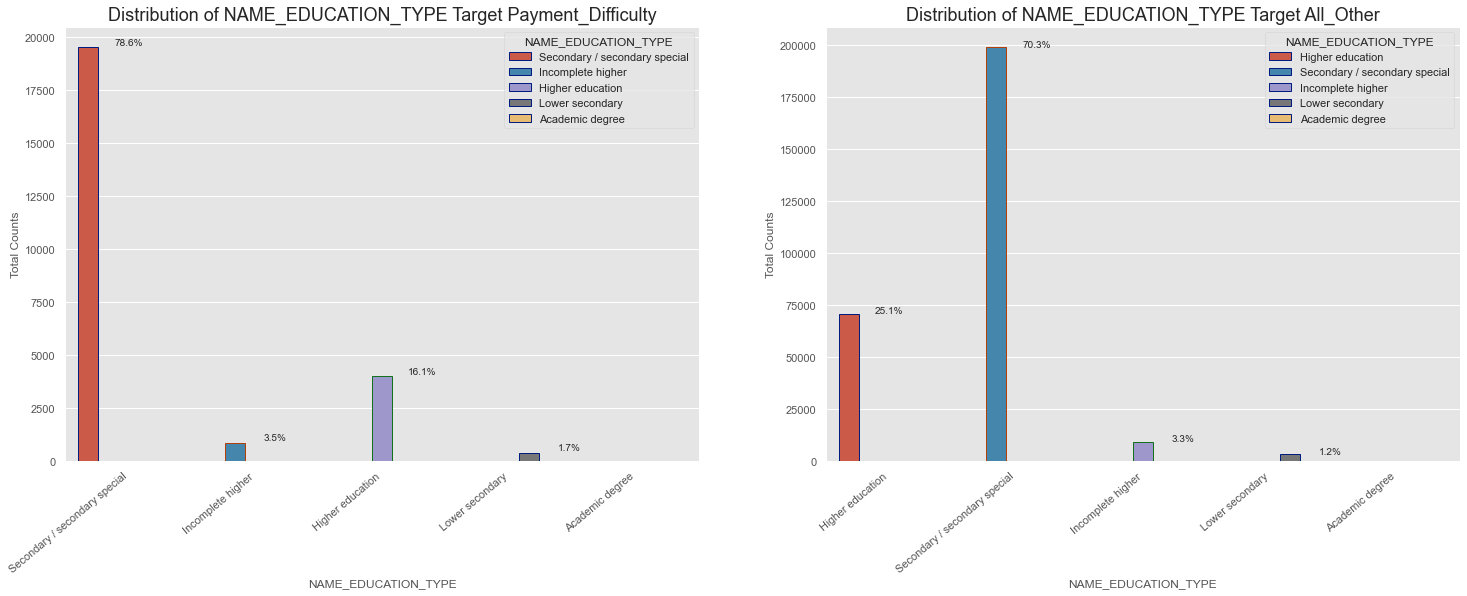 Distribution of NAME_EDUCATION_TYPE Target Payment_Difficulty
20000
17500
15000
12500
10000
7500
5000
2500
0
Total Counts
78.6%
3.5%
16.1%
1.7%
NAME_EDUCATION_TYPE
Secondary / secondary special
Incomplete higher
Higher education
Lower secondary
Academic degree
Secondary / secondary special
Incomplete higher
Higher education
Lower secondary
Academic degree
NAME_EDUCATION_TYPE
Distribution of NAME_EDUCATION_TYPE Target All_Other
200000
175000
150000
125000
100000
75000
50000
25000
0
Total Counts
25.1%
70.3%
3.3%
1.2%
NAME_EDUCATION_TYPE
Higher education
Secondary / secondary special
Incomplete higher
Lower secondary
Academic degree
Higher education
Secondary / secondary special
Incomplete higher
Lower secondary
Academic degree
NAME_EDUCATION_TYPE